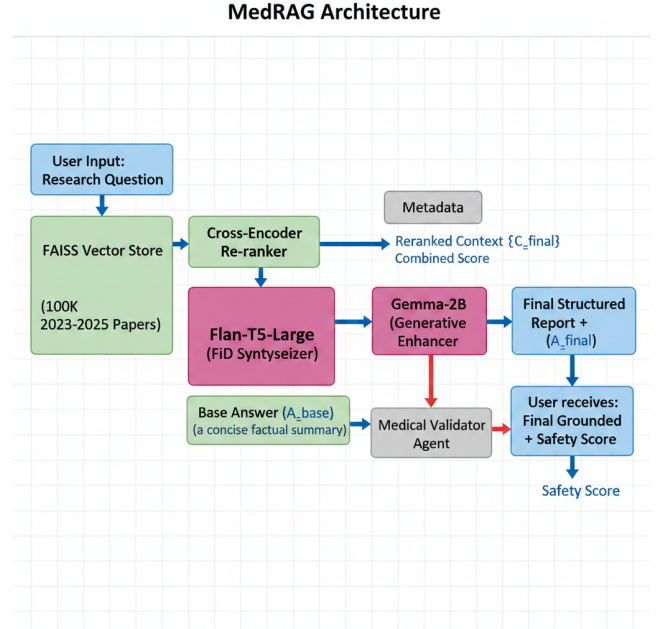 MedRAG Architecture
User Input:
Research Question
FAISS Vector Store
(100K
2023-2025 Papers)
Cross-Encoder
Re-ranker
Metadata
Reranked Context {C_final}
Combined Score
Flan-T5-Large
(FiD Syntyseizer)
Gemma-2B
(Generative
Enhancer
Final Structured
Report +
(A_final)
Base Answer (A_base)
(a concise factual summary)
Medical Validator
Agent
User receives:
Final Grounded
+ Safety Score
Safety Score